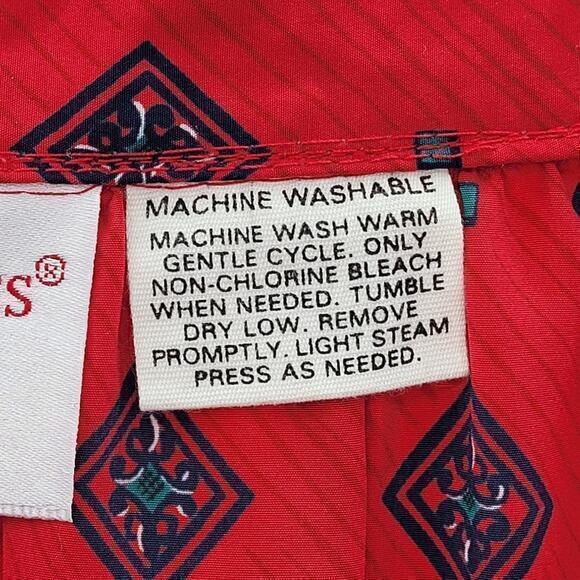 MACHINE WASHABLE
MACHINE WASH WARM
GENTLE CYCLE. ONLY
NON-CHLORINE BLEACH
WHEN NEEDED. TUMBLE
DRY LOW. REMOVE
PROMPTLY. LIGHT STEAM
PRESS AS NEEDED.